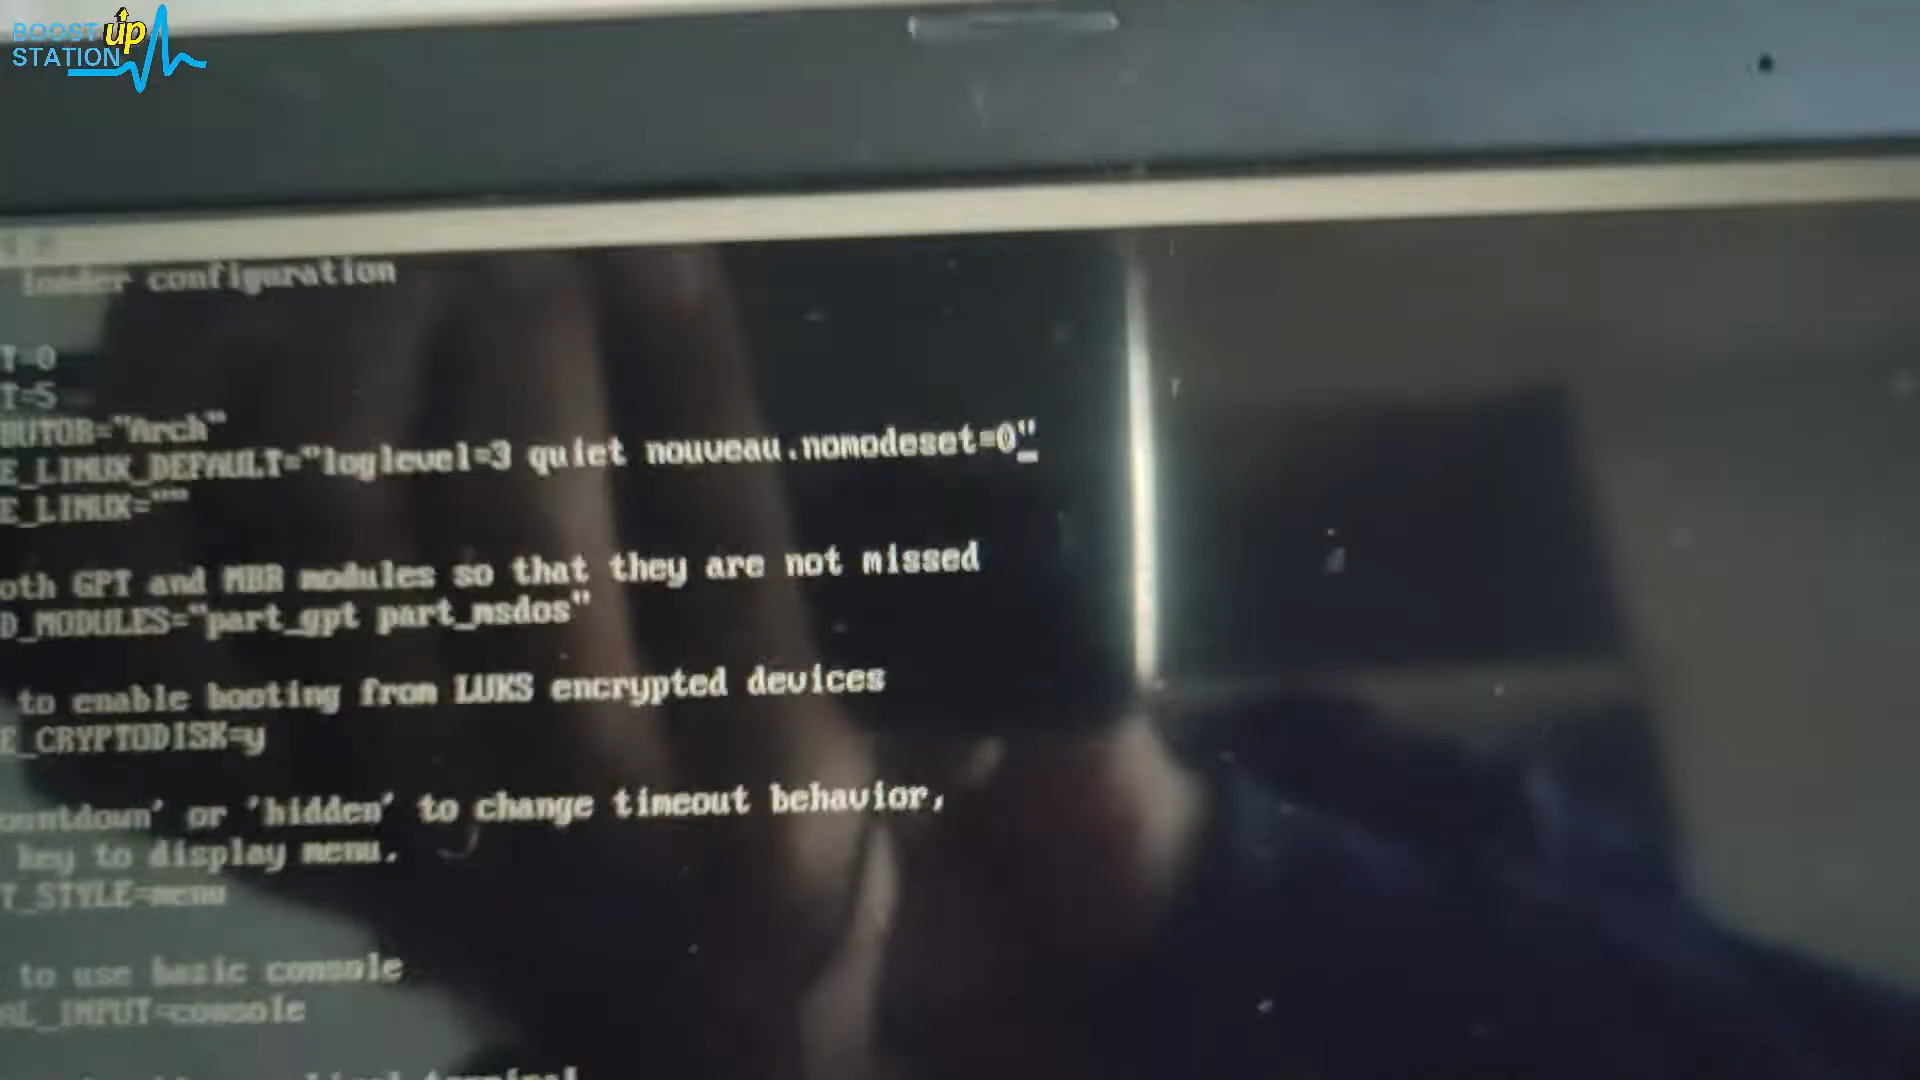 BOOST up
STATION
loader configuration
T=0
T=5
BUTOR="Arch"
E_LINUX_DEFAULT="loglevel=3 quiet nouveau.nomodeset=0"
E_LINUX=""
oth GPT and MBR modules so that they are not missed
D_MODULES="part_gpt part_msdos"
to enable booting from LUKS encrypted devices
E_CRYPTODISK=y
ountdown' or 'hidden' to change timeout behavior,
key to display menu.
T_STYLE=menu
to use basic console
AL_INPUT=console